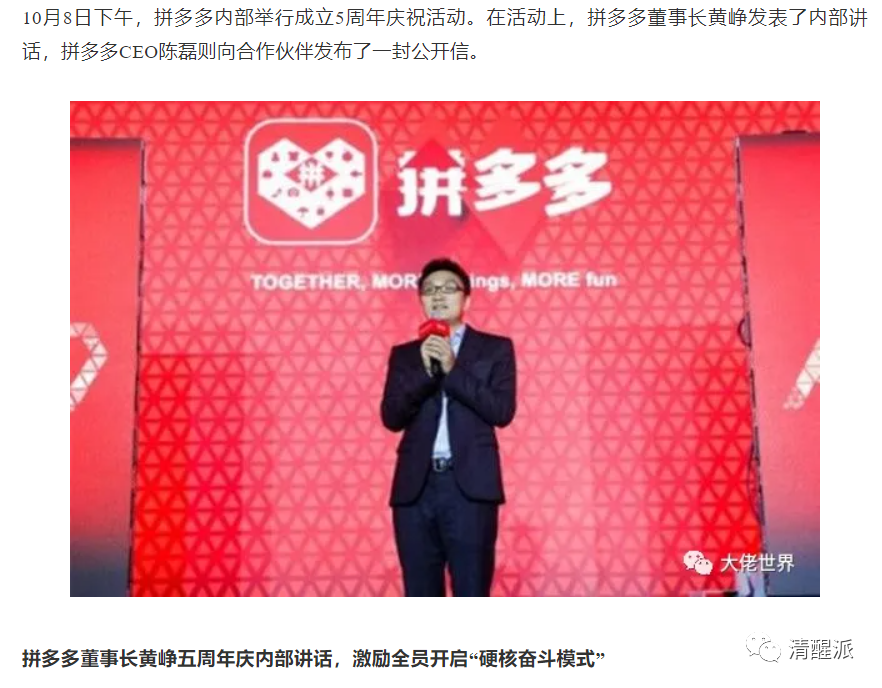 10月8日下午，拼多多内部举行成立5周年庆祝活动。在活动上，拼多多董事长黄峥发表了内部讲
话，拼多多CEO陈磊则向合作伙伴发布了一封公开信。
拼
拼多多
TOGETHER, MOR ings, MORE fun
大佬世界
拼多多董事长黄峥五周年庆内部讲话，激励全员开启“硬核奋斗模式”
清醒派